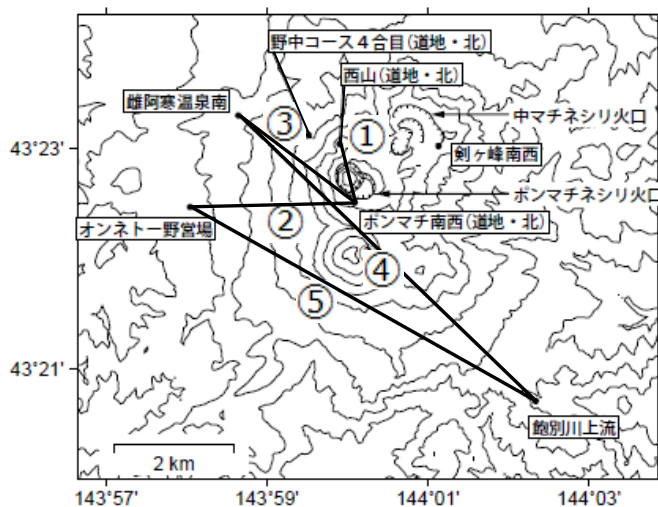 野中コース４合目(道地・北)
西山(道地・北)
雌阿寒温泉南
③
①
中マチネシリ火口
43°23'
剣ヶ峰南西
ポンマチネシリ火口
②
オンネトー野営場
ポンマチ南西(道地・北)
④
⑤
43°21'
飽別川上流
2 km
143°57'
143°59'
144°01'
144°03'